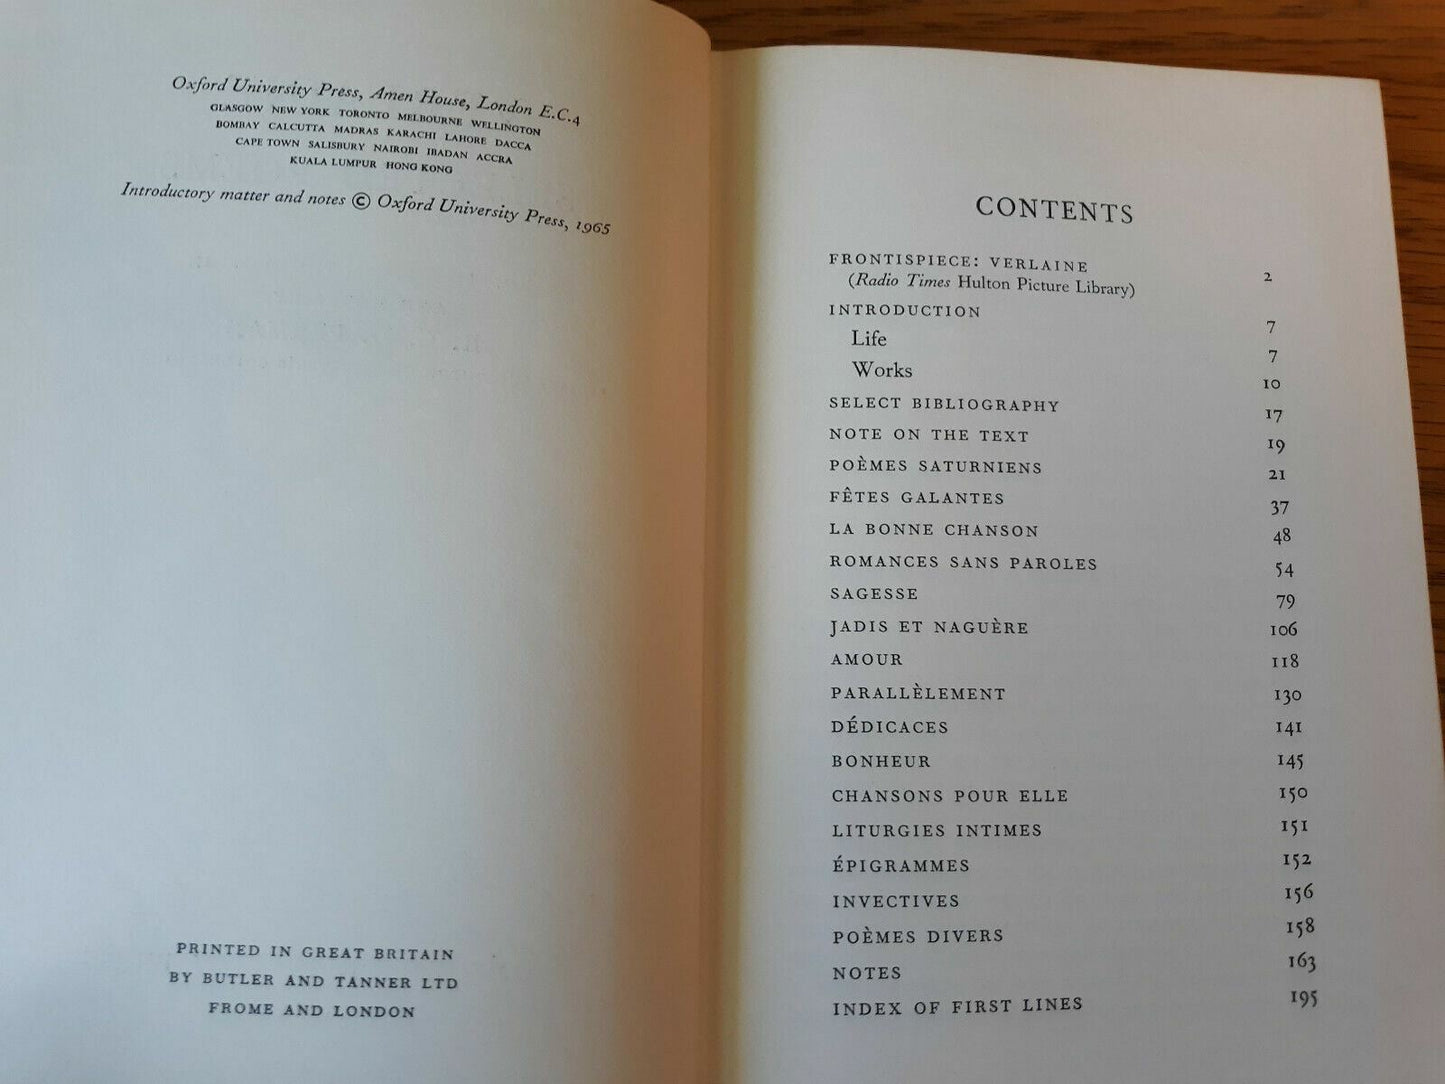 Oxford University Press, Amen House, London E.C.4
GLASGOW NEW YORK TORONTO MELBOURNE WELLINGTON
BOMBAY CALCUTTA MADRAS KARACHI LAHORE DACCA
CAPE TOWN SALISBURY NAIROBI IBADAN ACCRA
KUALA LUMPUR HONG KONG
Introductory matter and notes © Oxford University Press, 1965
PRINTED IN GREAT BRITAIN
BY BUTLER AND TANNER LTD
FROME AND LONDON
CONTENTS
FRONTISPIECE: VERLAINE
(Radio Times Hulton Picture Library) 2
INTRODUCTION 7
Life 7
Works 10
SELECT BIBLIOGRAPHY 17
NOTE ON THE TEXT 19
POÈMES SATURNIENS 21
FÊTES GALANTES 37
LA BONNE CHANSON 48
ROMANCES SANS PAROLES 54
SAGESSE 79
JADIS ET NAGUÈRE 106
AMOUR 118
PARALLÈLEMENT 130
DÉDICACES 141
BONHEUR 145
CHANSONS POUR ELLE 150
LITURGIES INTIMES 151
ÉPIGRAMMES 152
INVECTIVES 156
POÈMES DIVERS 158
NOTES 163
INDEX OF FIRST LINES 195